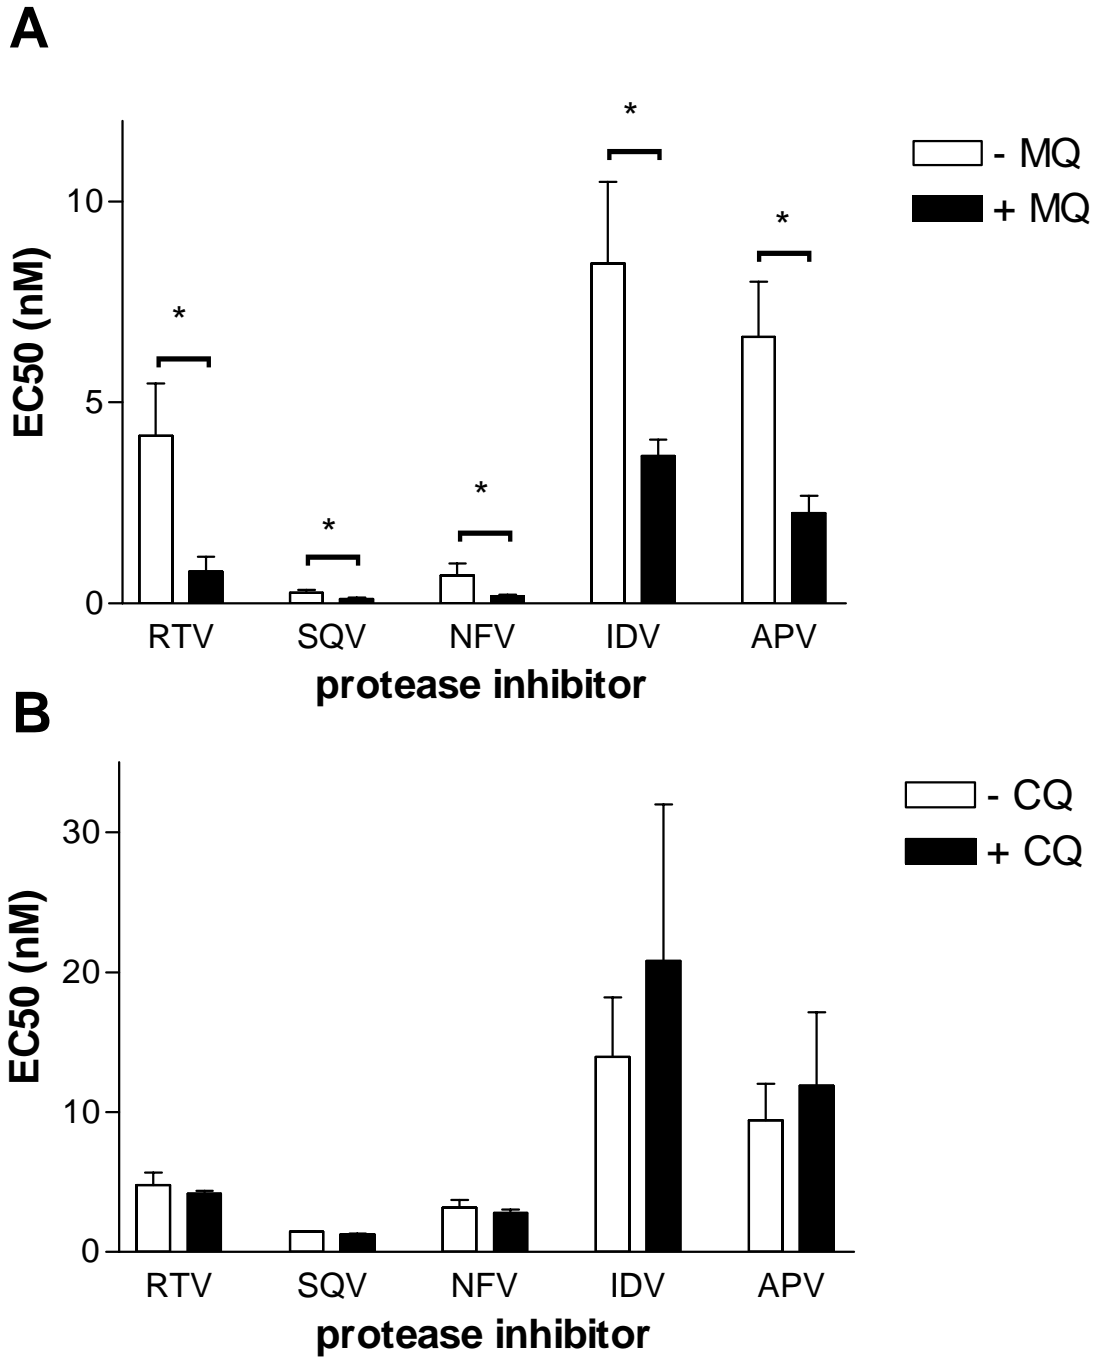 A
*
- MQ
+ MQ
10
*
*
EC50 (nM)
5
*
*
0
RTV SQV NFV IDV APV
protease inhibitor
B
- CQ
+ CQ
30
20
EC50 (nM)
10
0
RTV SQV NFV IDV APV
protease inhibitor